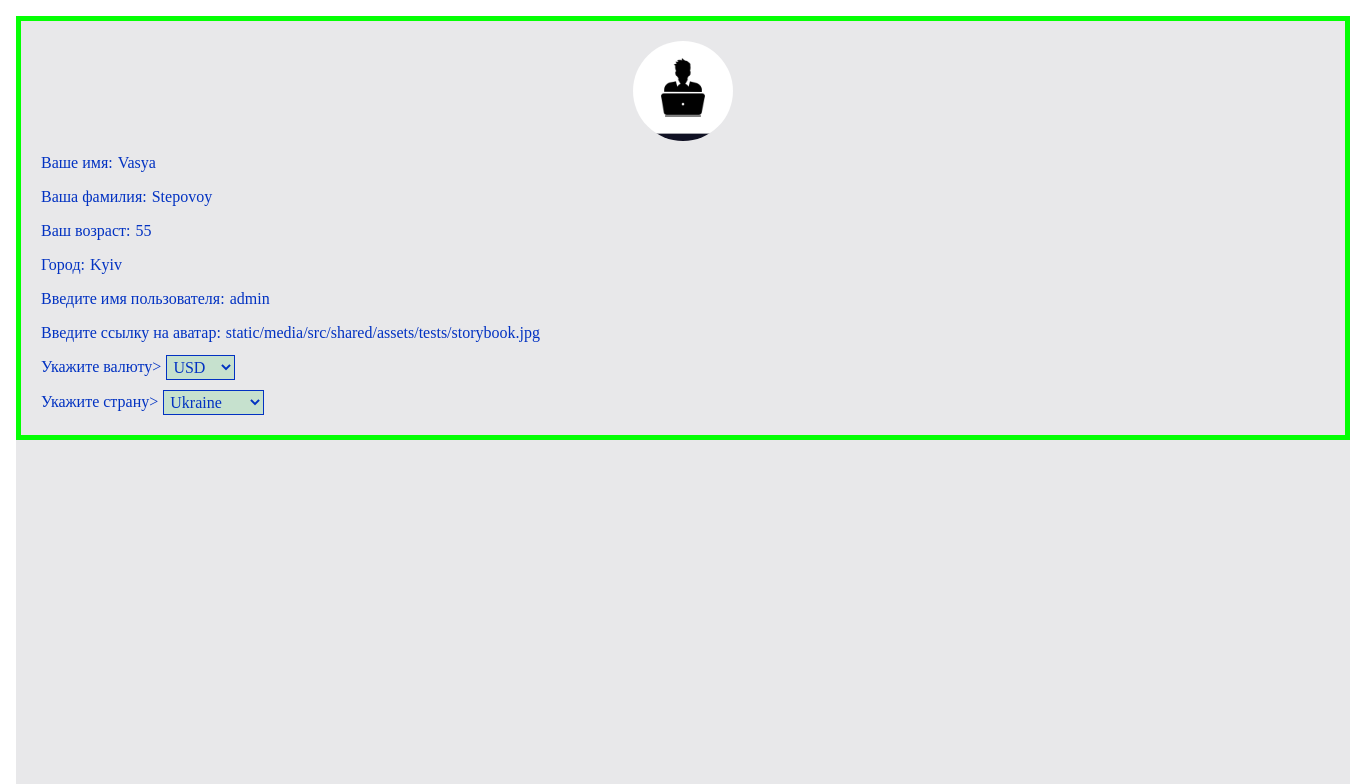 Ваше имя: Vasya
Ваша фамилия: Stepovoy
Ваш возраст: 55
Город: Kyiv
Введите имя пользователя: admin
Введите ссылку на аватар: static/media/src/shared/assets/tests/storybook.jpg
Укажите валюту> USD
Укажите страну> Ukraine